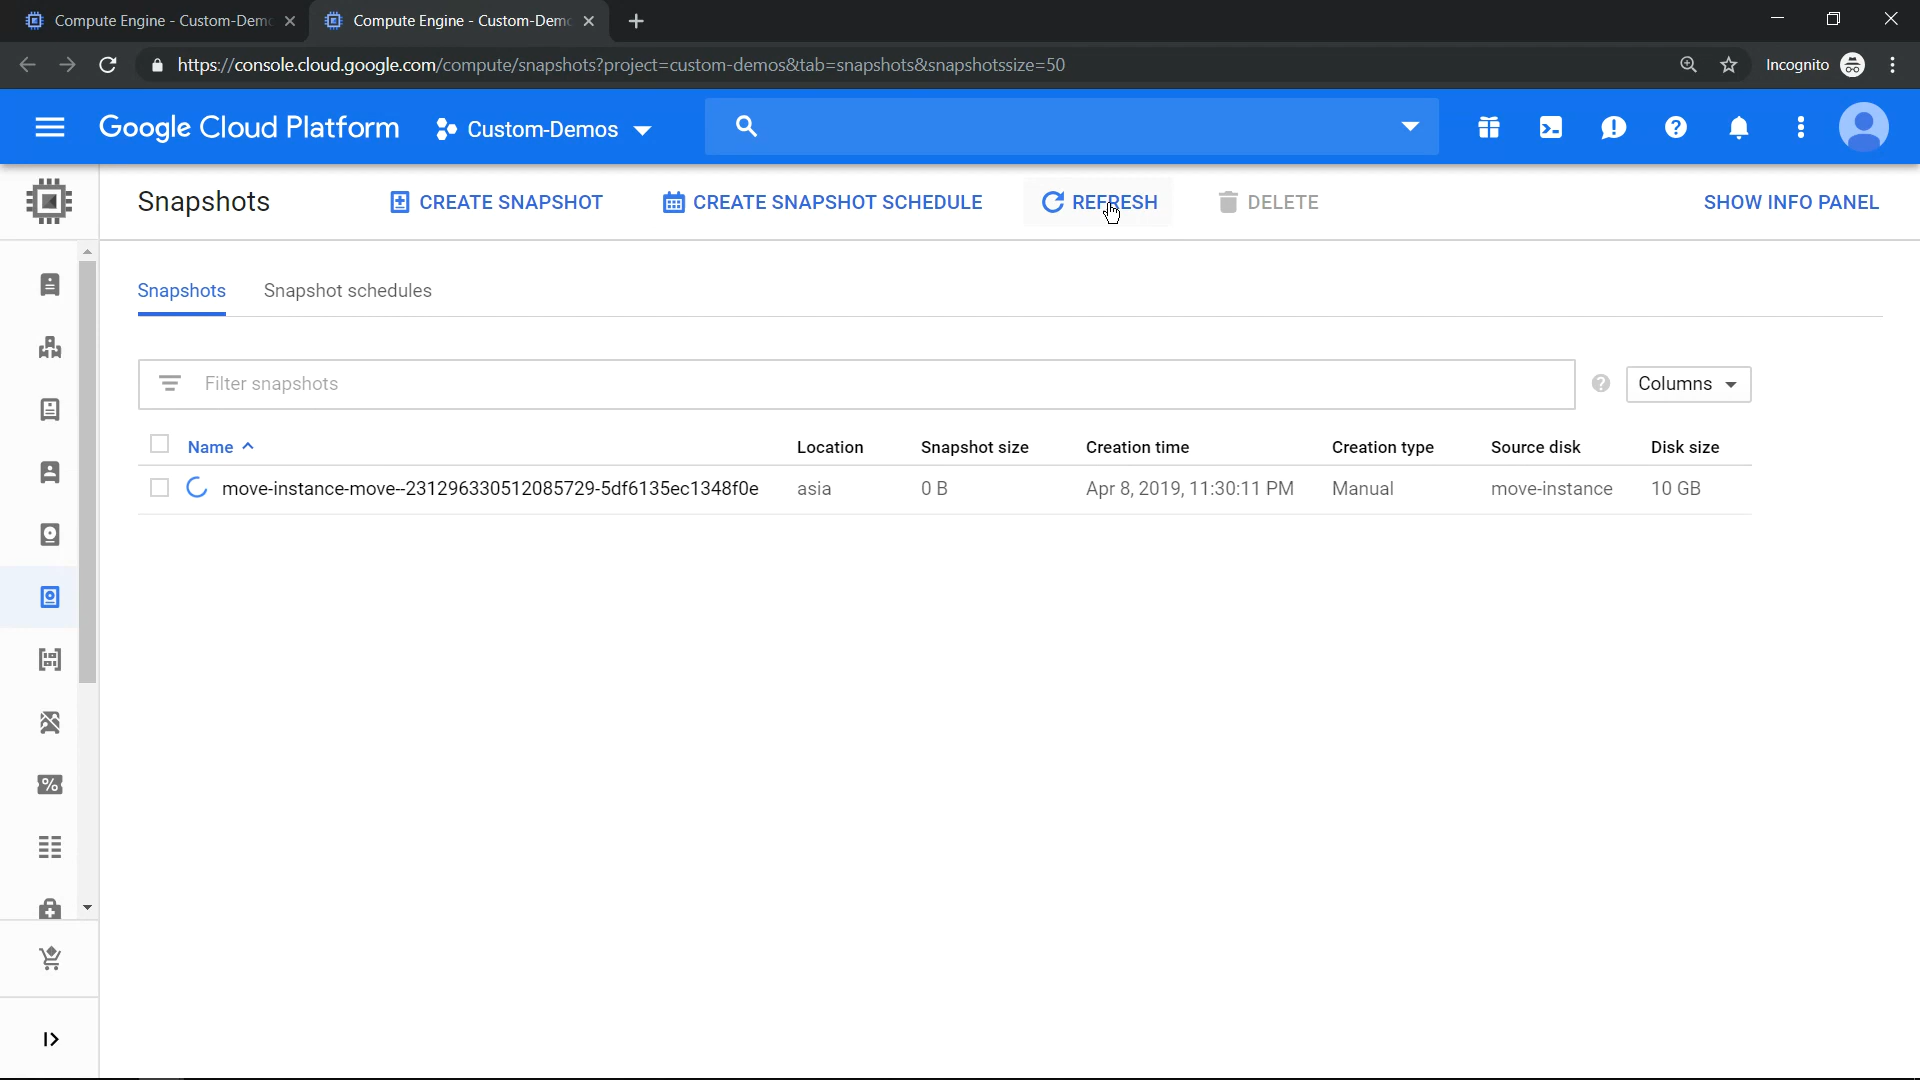 Compute Engine - Custom-Dem
Compute Engine - Custom-Demo
https://console.cloud.google.com/compute/snapshots?project=custom-demos&tab=snapshots&snapshotssize=50
Incognito
Google Cloud Platform
Custom-Demos
Snapshots
CREATE SNAPSHOT
CREATE SNAPSHOT SCHEDULE
REFRESH
DELETE
SHOW INFO PANEL
Snapshots
Snapshot schedules
Filter snapshots
Columns
Name
Location
Snapshot size
Creation time
Creation type
Source disk
Disk size
move-instance-move--231296330512085729-5df6135ec1348f0e
asia
0 B
Apr 8, 2019, 11:30:11 PM
Manual
move-instance
10 GB